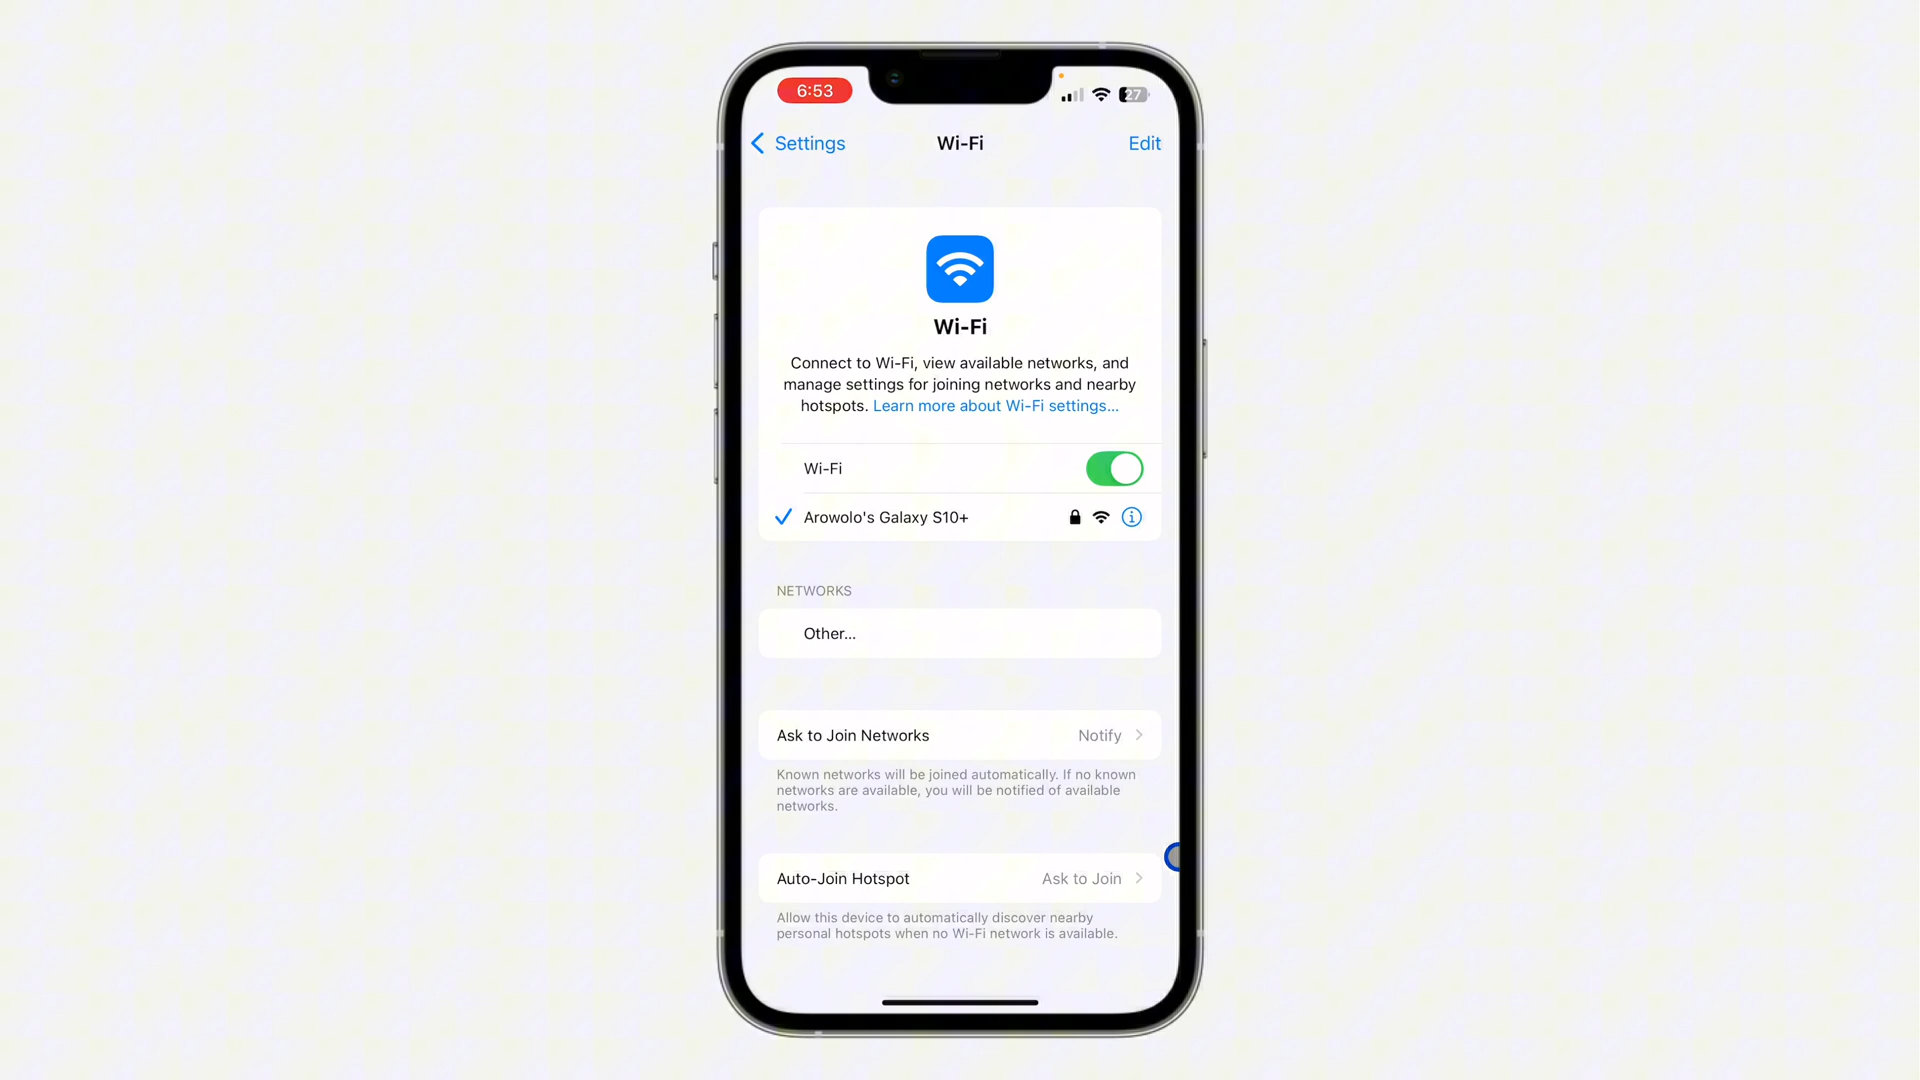 6:53
27
Settings
Wi-Fi
Edit
Wi-Fi
Connect to Wi-Fi, view available networks, and
manage settings for joining networks and nearby
hotspots. Learn more about Wi-Fi settings...
Wi-Fi
Arowolo's Galaxy S10+
NETWORKS
Other...
Ask to Join Networks Notify
Known networks will be joined automatically. If no known
networks are available, you will be notified of available
networks.
Auto-Join Hotspot Ask to Join
Allow this device to automatically discover nearby
personal hotspots when no Wi-Fi network is available.